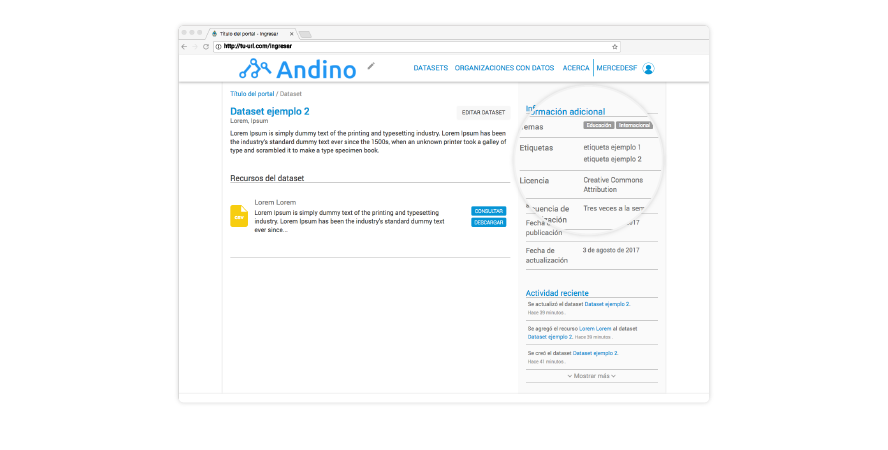 Título del portal - Ingresar
http://tu-url.com/ingresar
Andino
DATASETS ORGANIZACIONES CON DATOS ACERCA MERCEDESF
Título del portal / Dataset
Dataset ejemplo 2
EDITAR DATASET
Lorem, Ipsum
Lorem Ipsum is simply dummy text of the printing and typesetting industry. Lorem Ipsum has been
the industry's standard dummy text ever since the 1500s, when an unknown printer took a galley of
type and scrambled it to make a type specimen book.
Recursos del dataset
Lorem Lorem
Lorem Ipsum is simply dummy text of the printing and typesetting
industry. Lorem Ipsum has been the industry's standard dummy text
ever since...
CONSULTAR
DESCARGAR
formación adicional
emas Educación Internacional
Etiquetas etiqueta ejemplo 1
etiqueta ejemplo 2
Licencia Creative Commons
Attribution
uencia de Tres veces a la sem
zación
Fecha de 2017
publicación
Fecha de 3 de agosto de 2017
actualización
Actividad reciente
Se actualizó el dataset Dataset ejemplo 2.
Hace 39 minutos.
Se agregó el recurso Lorem Lorem al dataset
Dataset ejemplo 2. Hace 36 minutos.
Se creó el dataset Dataset ejemplo 2.
Hace 41 minutos.
Mostrar más